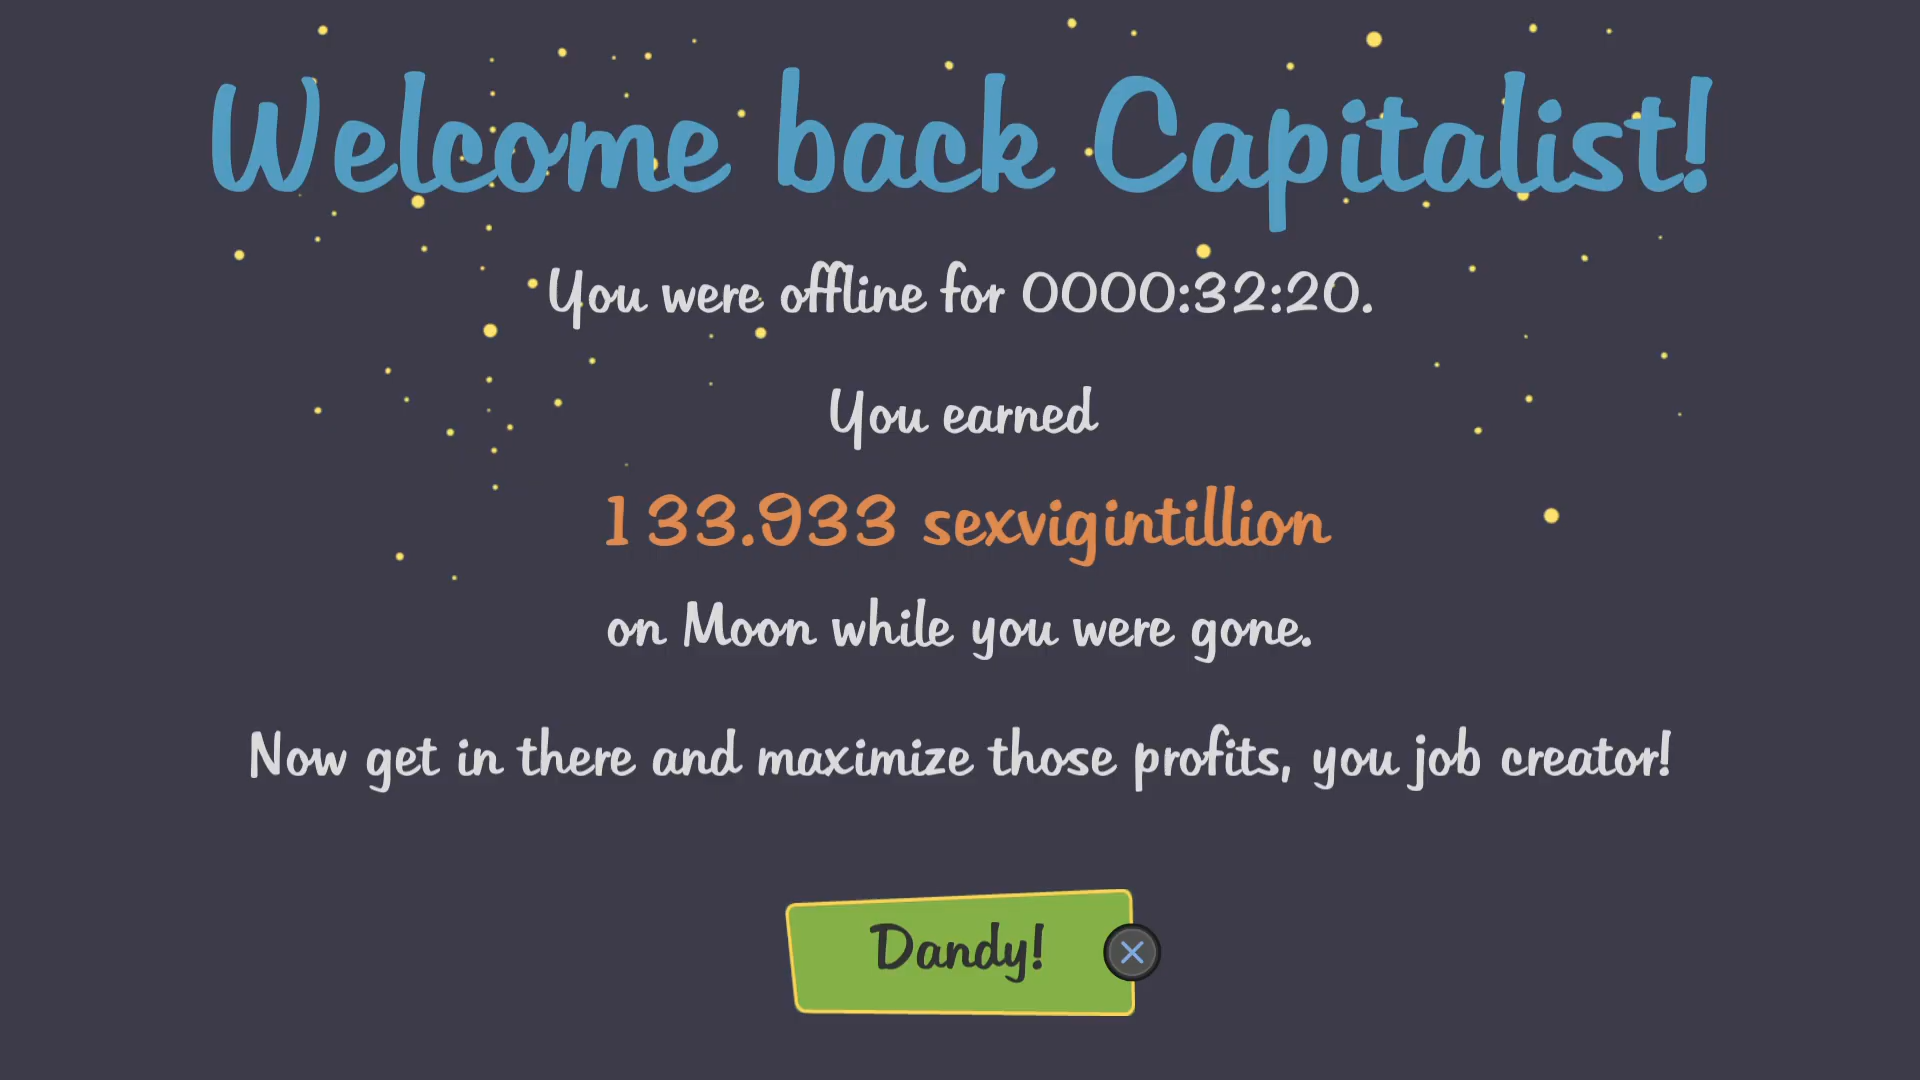 Welcome back Capitalist!
You were offline for 0000:32:20.
You earned
133.933 sexvigintillion
on Moon while you were gone.
Now get in there and maximize those profits, you job creator!
Dandy!